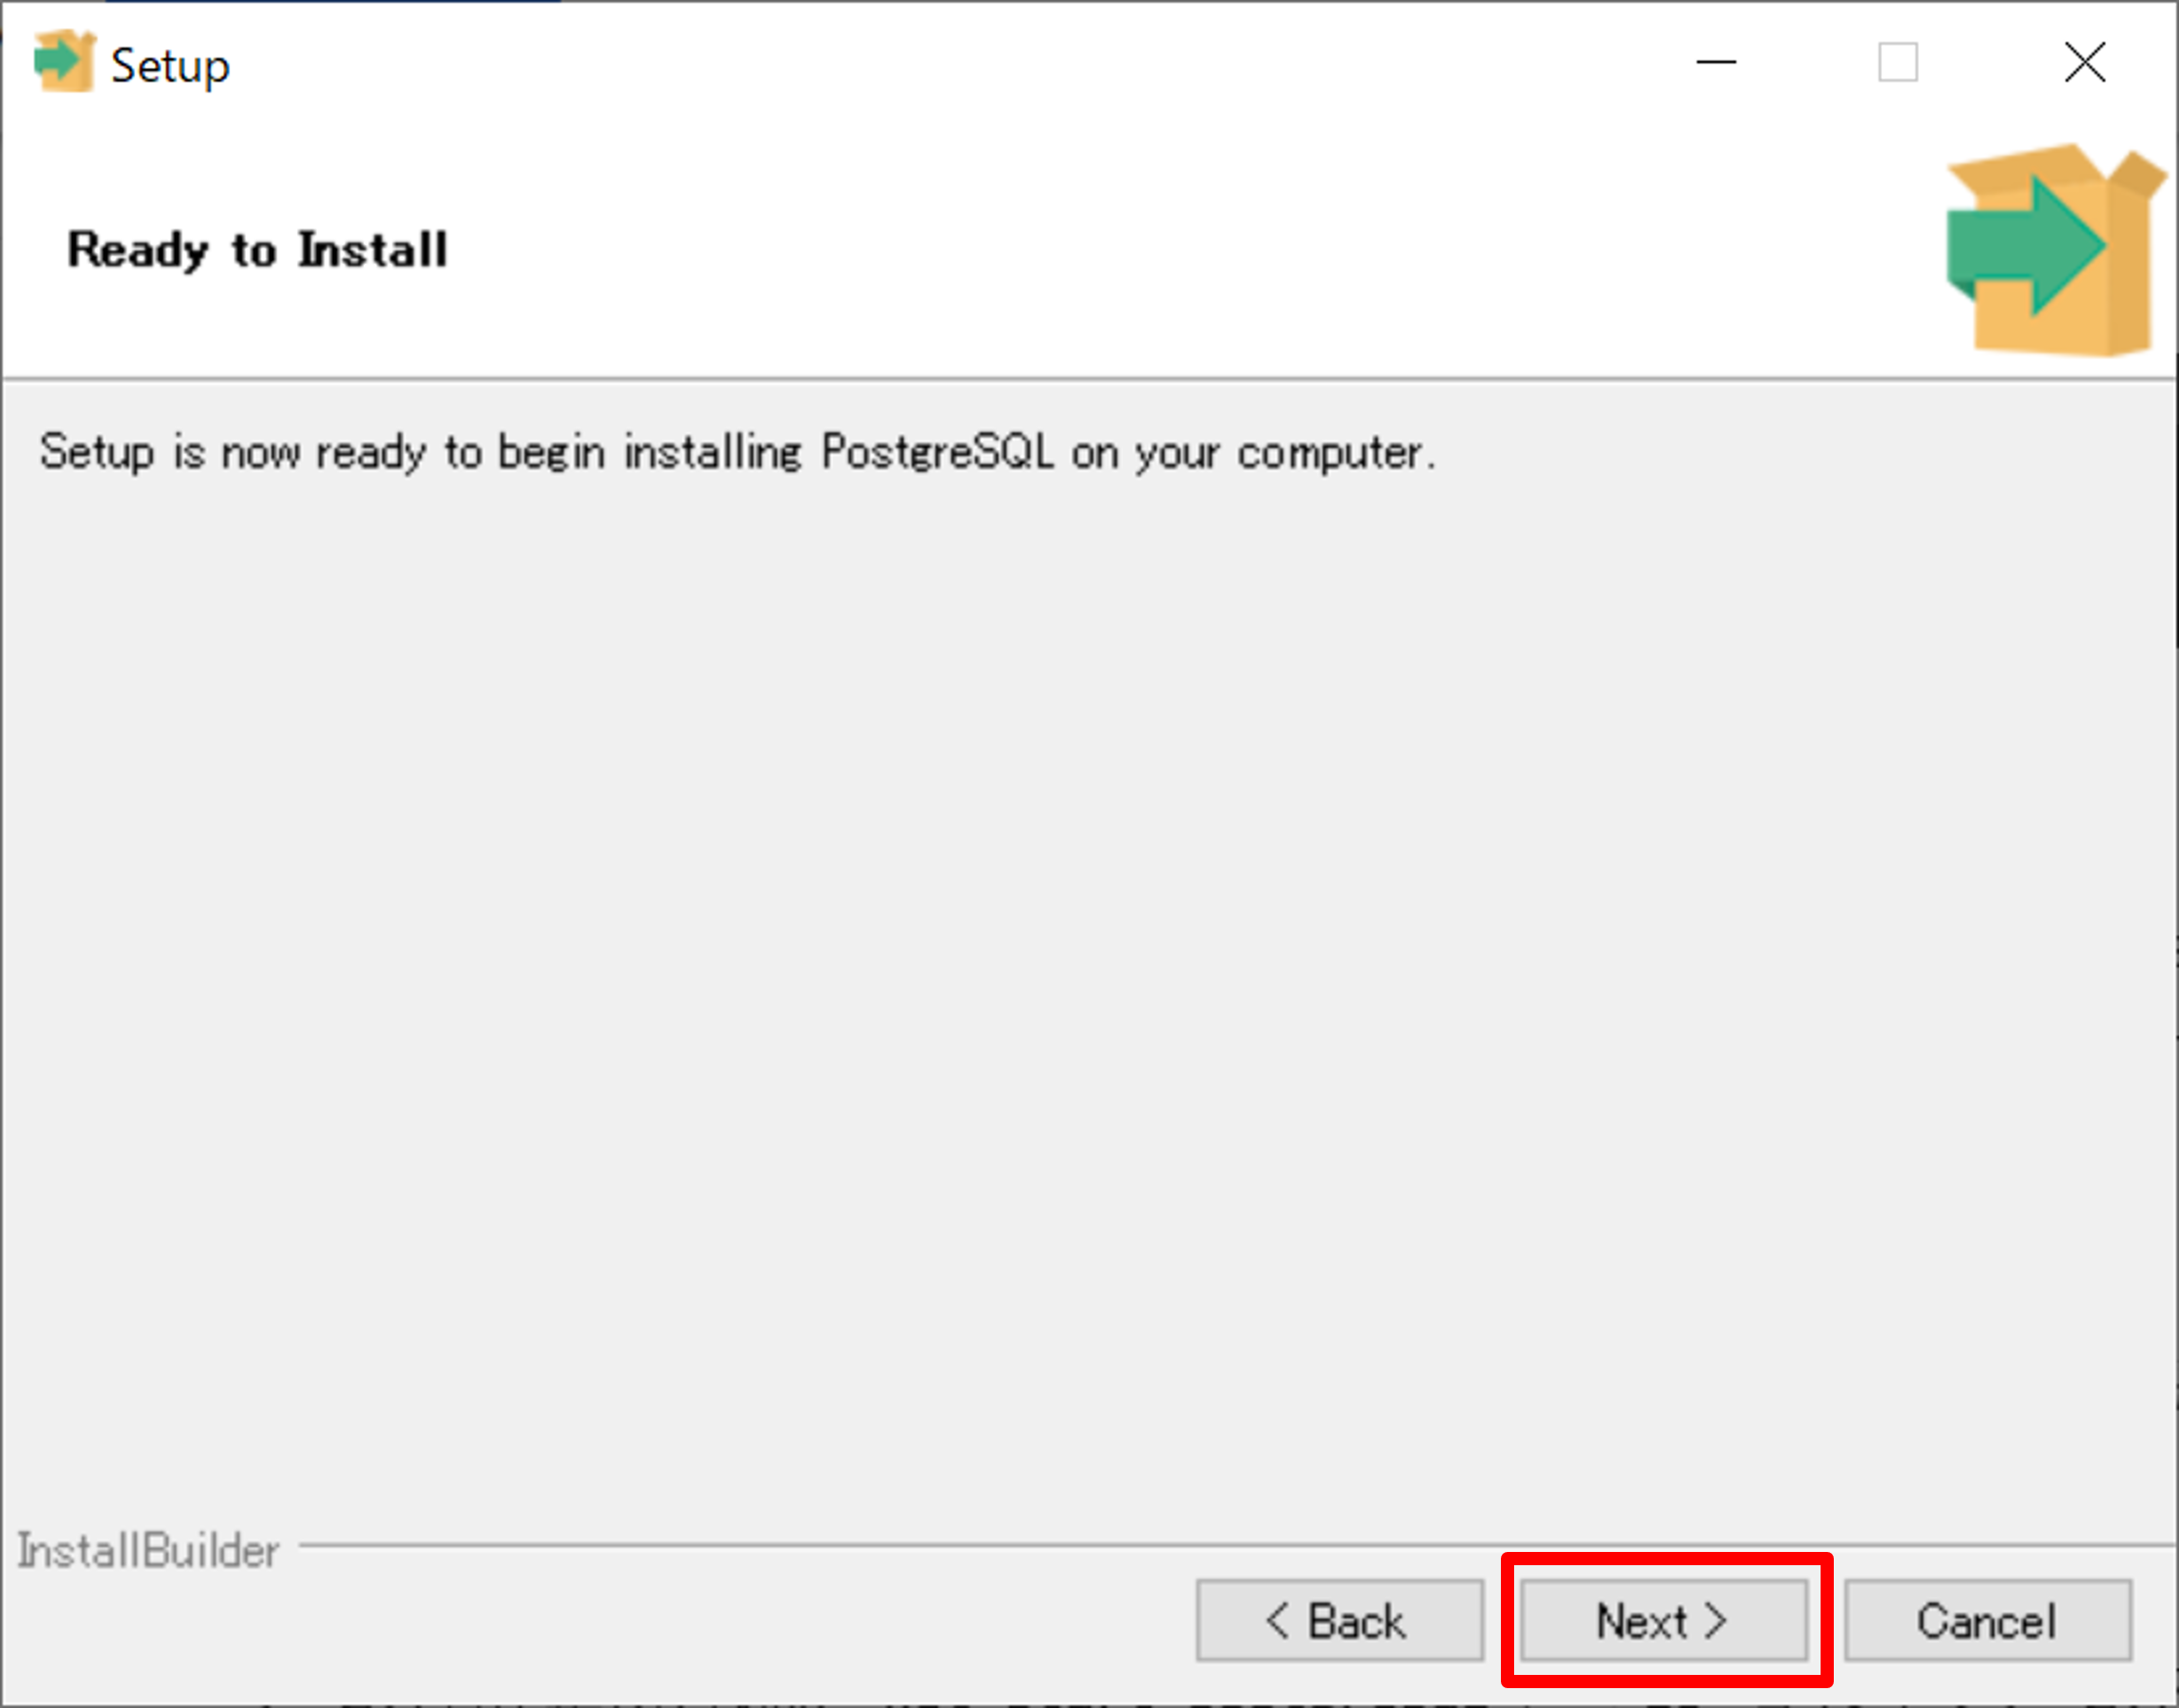 Setup
Ready to Install
Setup is now ready to begin installing PostgreSQL on your computer.
InstallBuilder
< Back
Next >
Cancel